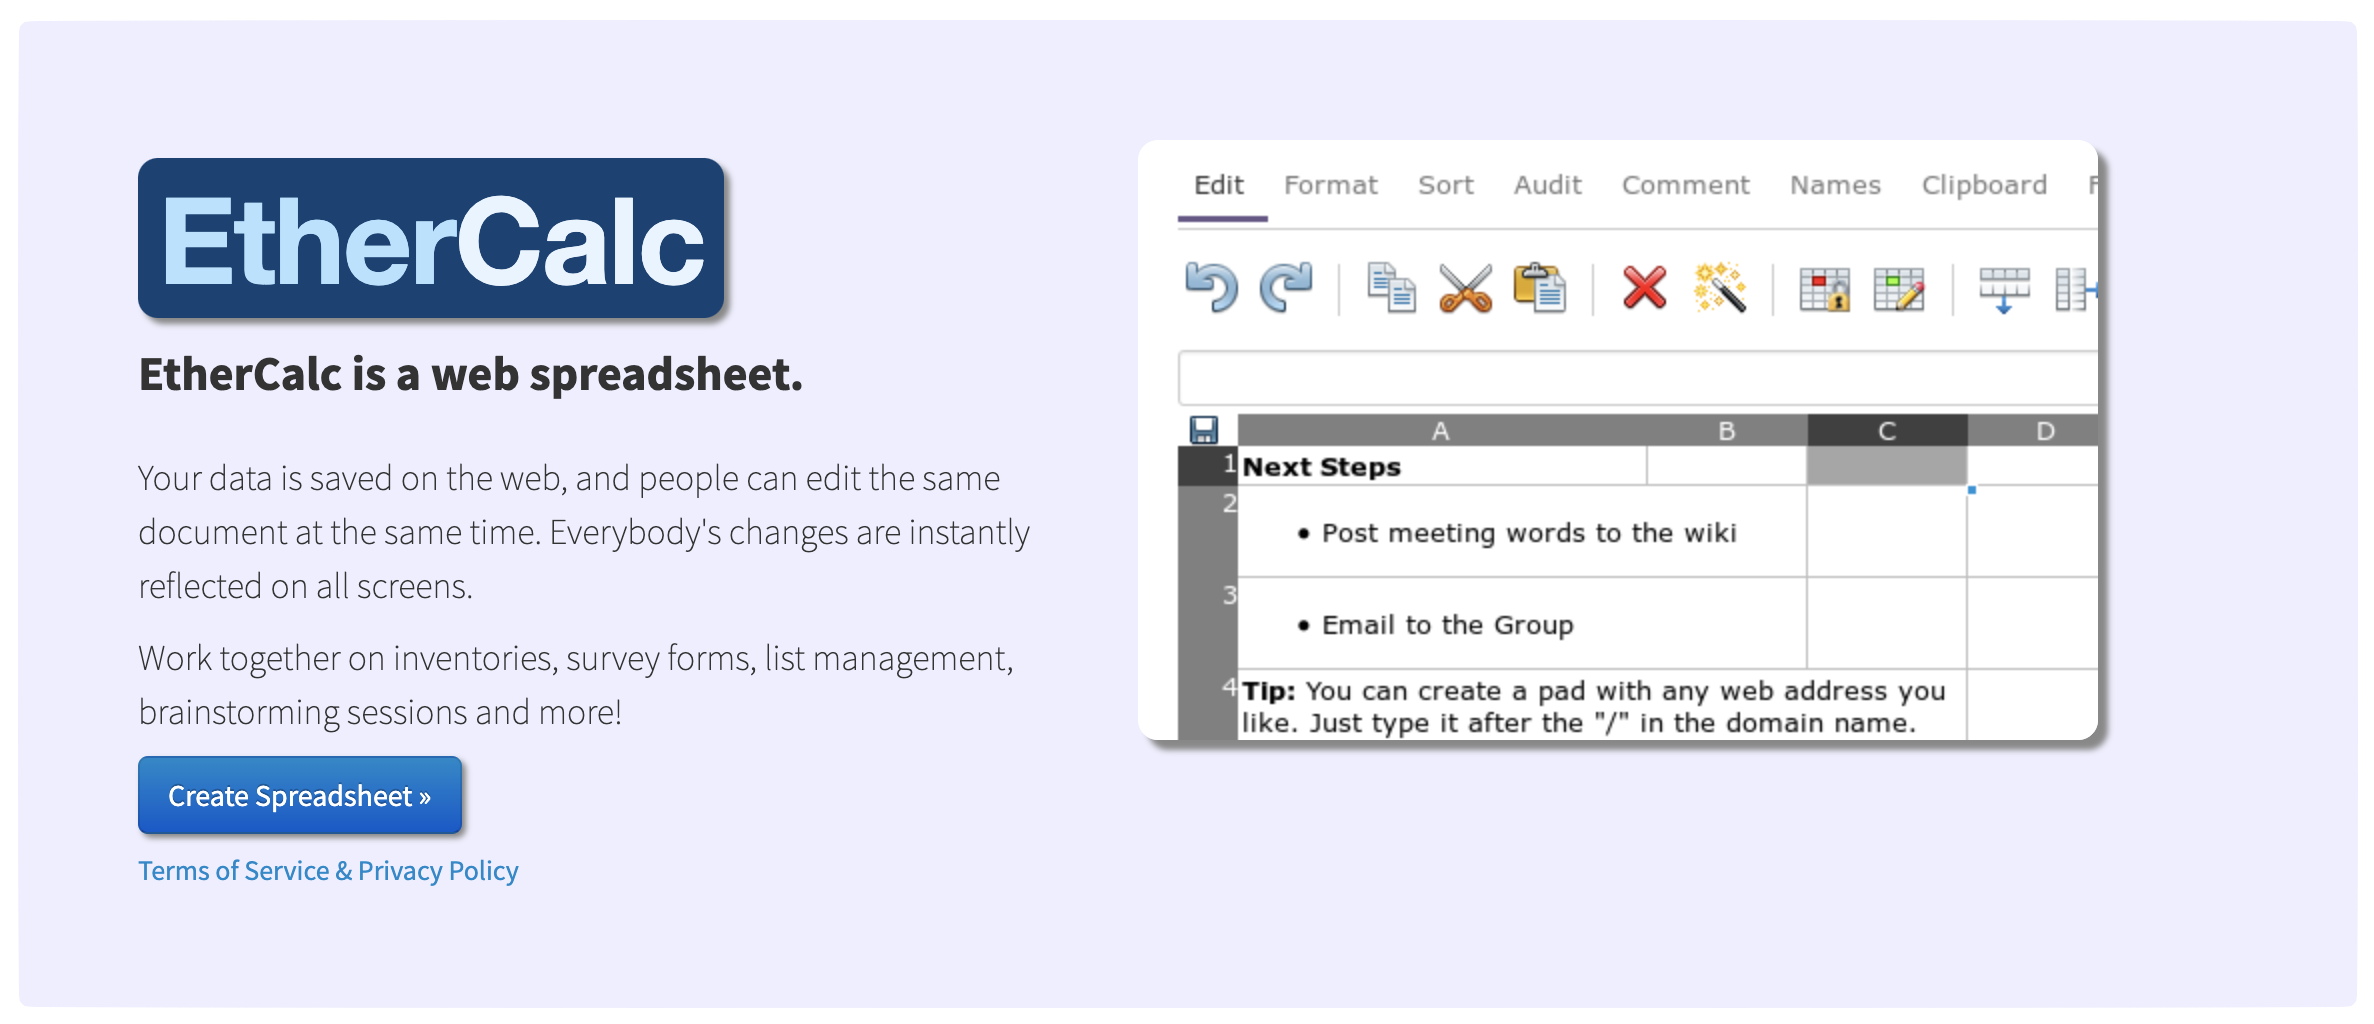 EtherCalc
EtherCalc is a web spreadsheet.
Your data is saved on the web, and people can edit the same
document at the same time. Everybody's changes are instantly
reflected on all screens.
Work together on inventories, survey forms, list management,
brainstorming sessions and more!
Create Spreadsheet »
Terms of Service & Privacy Policy
Edit Format Sort Audit Comment Names Clipboard
A B C D
1 Next Steps
2 • Post meeting words to the wiki
3 • Email to the Group
4 Tip: You can create a pad with any web address you
like. Just type it after the "/" in the domain name.